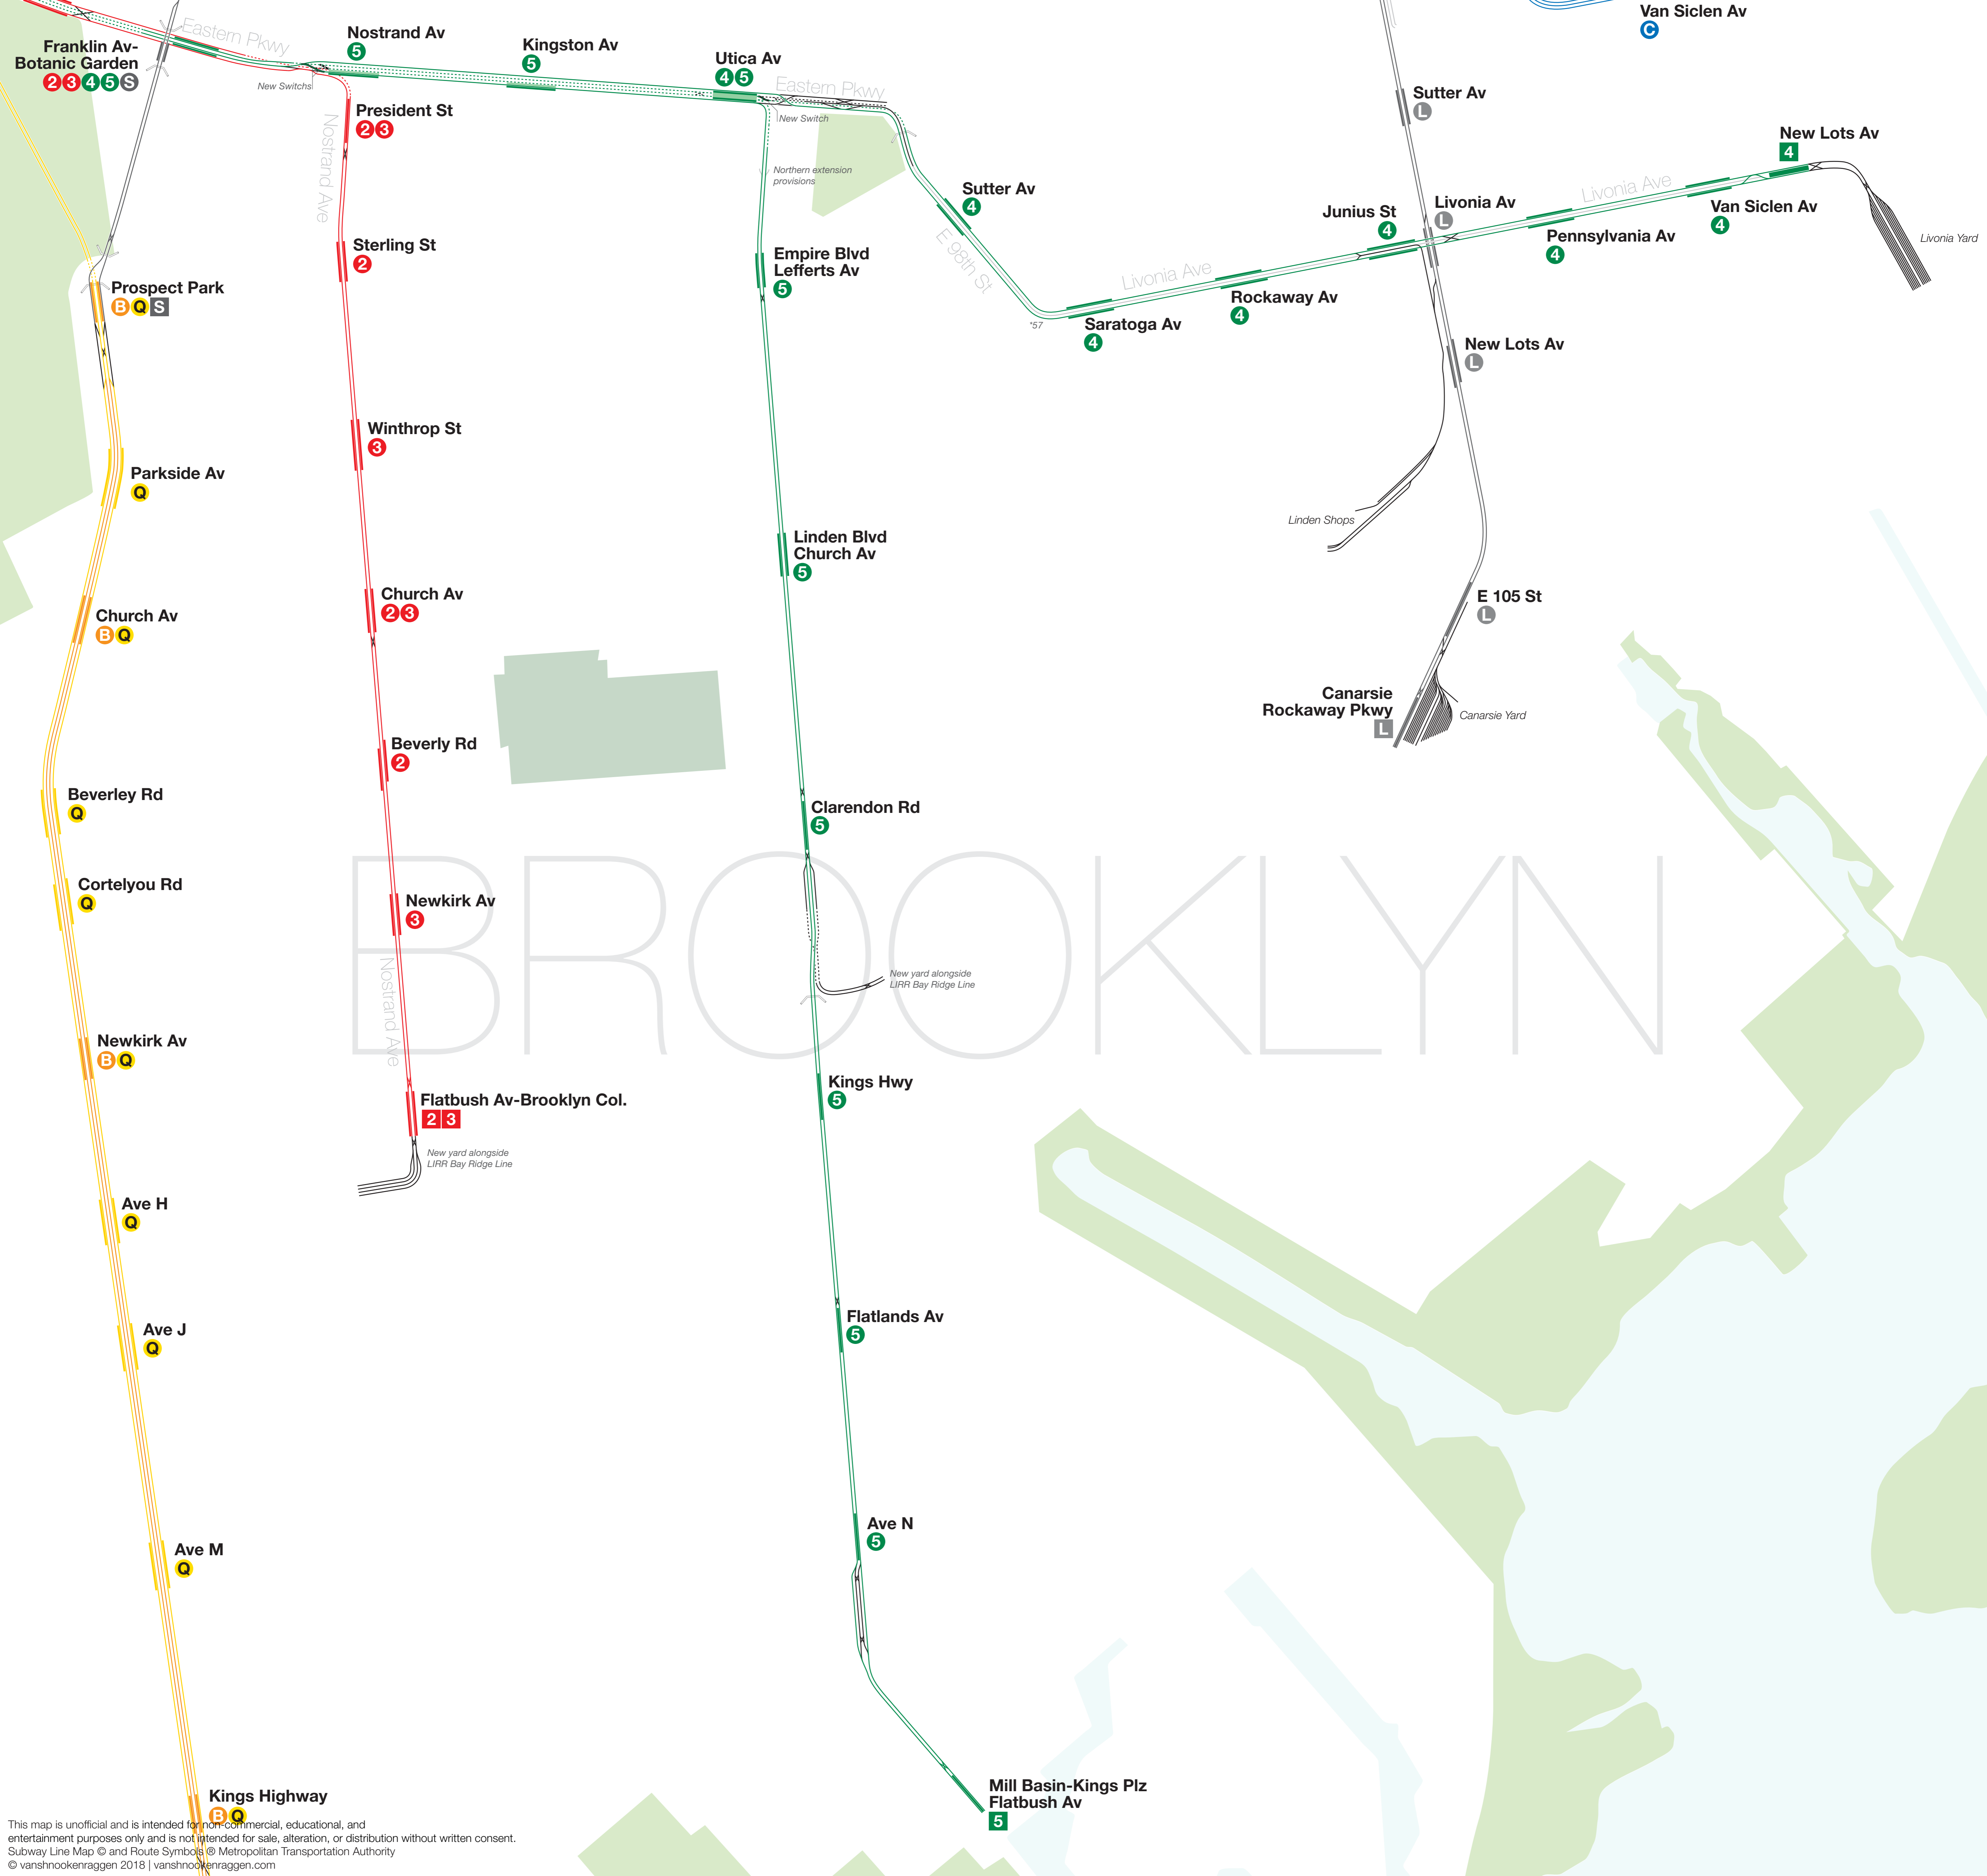 Van Siclen Av
C
Eastern Pkwy
Franklin Av-
Botanic Garden
2 3 4 5 S
Nostrand Av
5
Kingston Av
5
Utica Av
4 5
Eastern Pkwy
New Switchs
New Switch
Nostrand Ave
President St
2 3
Northern extension
provisions
Sutter Av
L
New Lots Av
4
Livonia Ave
Van Siclen Av
4
Livonia Yard
Sutter Av
4
E 98th St
Junius St
4
Livonia Av
L
Pennsylvania Av
4
Livonia Ave
Rockaway Av
4
Saratoga Av
4
*57
Sterling St
2
Empire Blvd
Lefferts Av
5
Prospect Park
B Q S
New Lots Av
L
Winthrop St
3
Parkside Av
Q
Linden Shops
Linden Blvd
Church Av
5
Church Av
2 3
Church Av
B Q
E 105 St
L
Canarsie
Rockaway Pkwy
L
Canarsie Yard
Beverly Rd
2
Beverley Rd
Q
Clarendon Rd
5
Cortelyou Rd
Q
Newkirk Av
3
BROOKLYN
Nostrand Ave
New yard alongside
LIRR Bay Ridge Line
Newkirk Av
B Q
Kings Hwy
5
Flatbush Av-Brooklyn Col.
2 3
New yard alongside
LIRR Bay Ridge Line
Ave H
Q
Ave J
Q
Flatlands Av
5
Ave N
5
Ave M
Q
Mill Basin-Kings Plz
Flatbush Av
5
Kings Highway
B Q
This map is unofficial and is intended for non-commercial, educational, and
entertainment purposes only and is not intended for sale, alteration, or distribution without written consent.
Subway Line Map © and Route Symbols ® Metropolitan Transportation Authority
© vanshnookenraggen 2018 | vanshnookenraggen.com